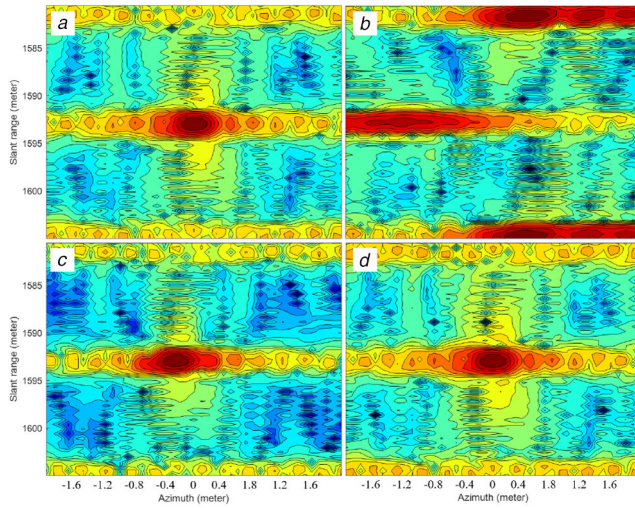 a
b
1585
1590
1595
1600
Slant range (meter)
c
d
1585
1590
1595
1600
Slant range (meter)
-1.6 -1.2 -0.8 -0.4 0 0.4 0.8 1.2 1.6
-1.6 -1.2 -0.8 -0.4 0 0.4 1.8 1.2 1.6
Azimuth (meter)
Azimuth (meter)